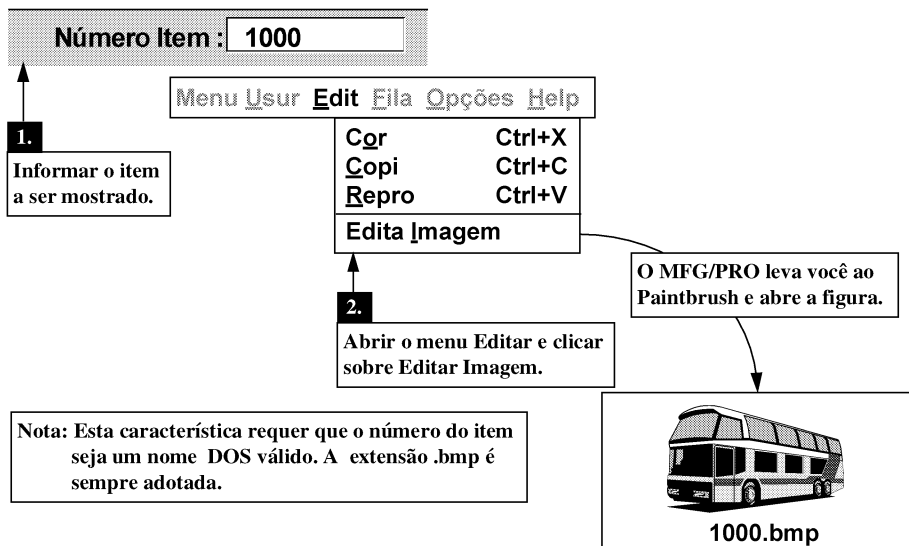 Número Item : 1000
Menu Usur Edit Fila Opções Help
1.
Informar o item
a ser mostrado.
Cor Ctrl+X
Copi Ctrl+C
Repro Ctrl+V
Edita Imagem
2.
Abrir o menu Editar e clicar
sobre Editar Imagem.
O MFG/PRO leva você ao
Paintbrush e abre a figura.
Nota: Esta característica requer que o número do item
seja um nome DOS válido. A extensão .bmp é
sempre adotada.
1000.bmp